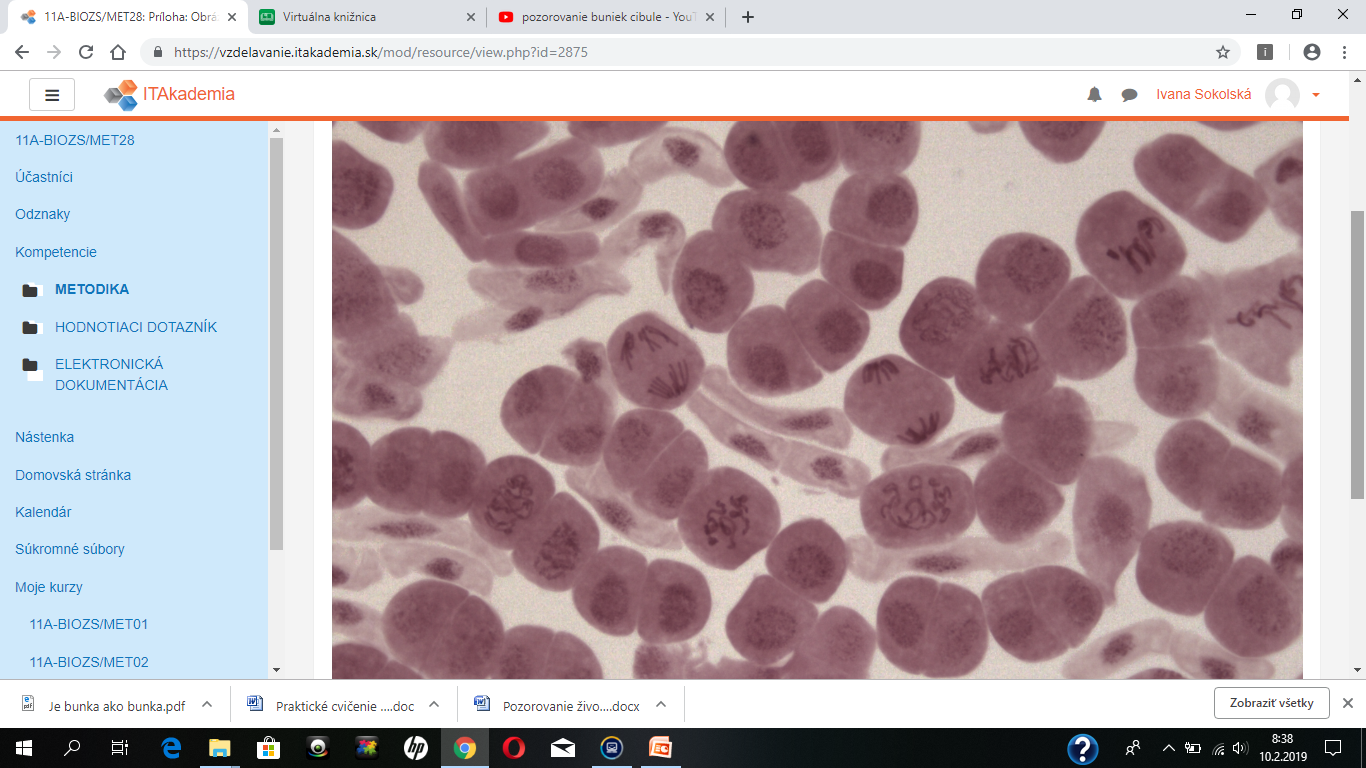 11A-BIOZS/MET28: Príloha: Obrá
Virtuálna knižnica
pozorovanie buniek cibule - YouT
https://vzdelavanie.itakademia.sk/mod/resource/view.php?id=2875
ITAkademia
Ivana Sokolská
11A-BIOZS/MET28
Účastníci
Odznaky
Kompetencie
METODIKA
HODNOTIACI DOTAZNÍK
ELEKTRONICKÁ
DOKUMENTÁCIA
Nástenka
Domovská stránka
Kalendár
Súkromné súbory
Moje kurzy
11A-BIOZS/MET01
11A-BIOZS/MET02
Je bunka ako bunka.pdf
Praktické cvičenie ....doc
Pozorovanie živo....docx
Zobraziť všetky
hp
8:38
10.2.2019